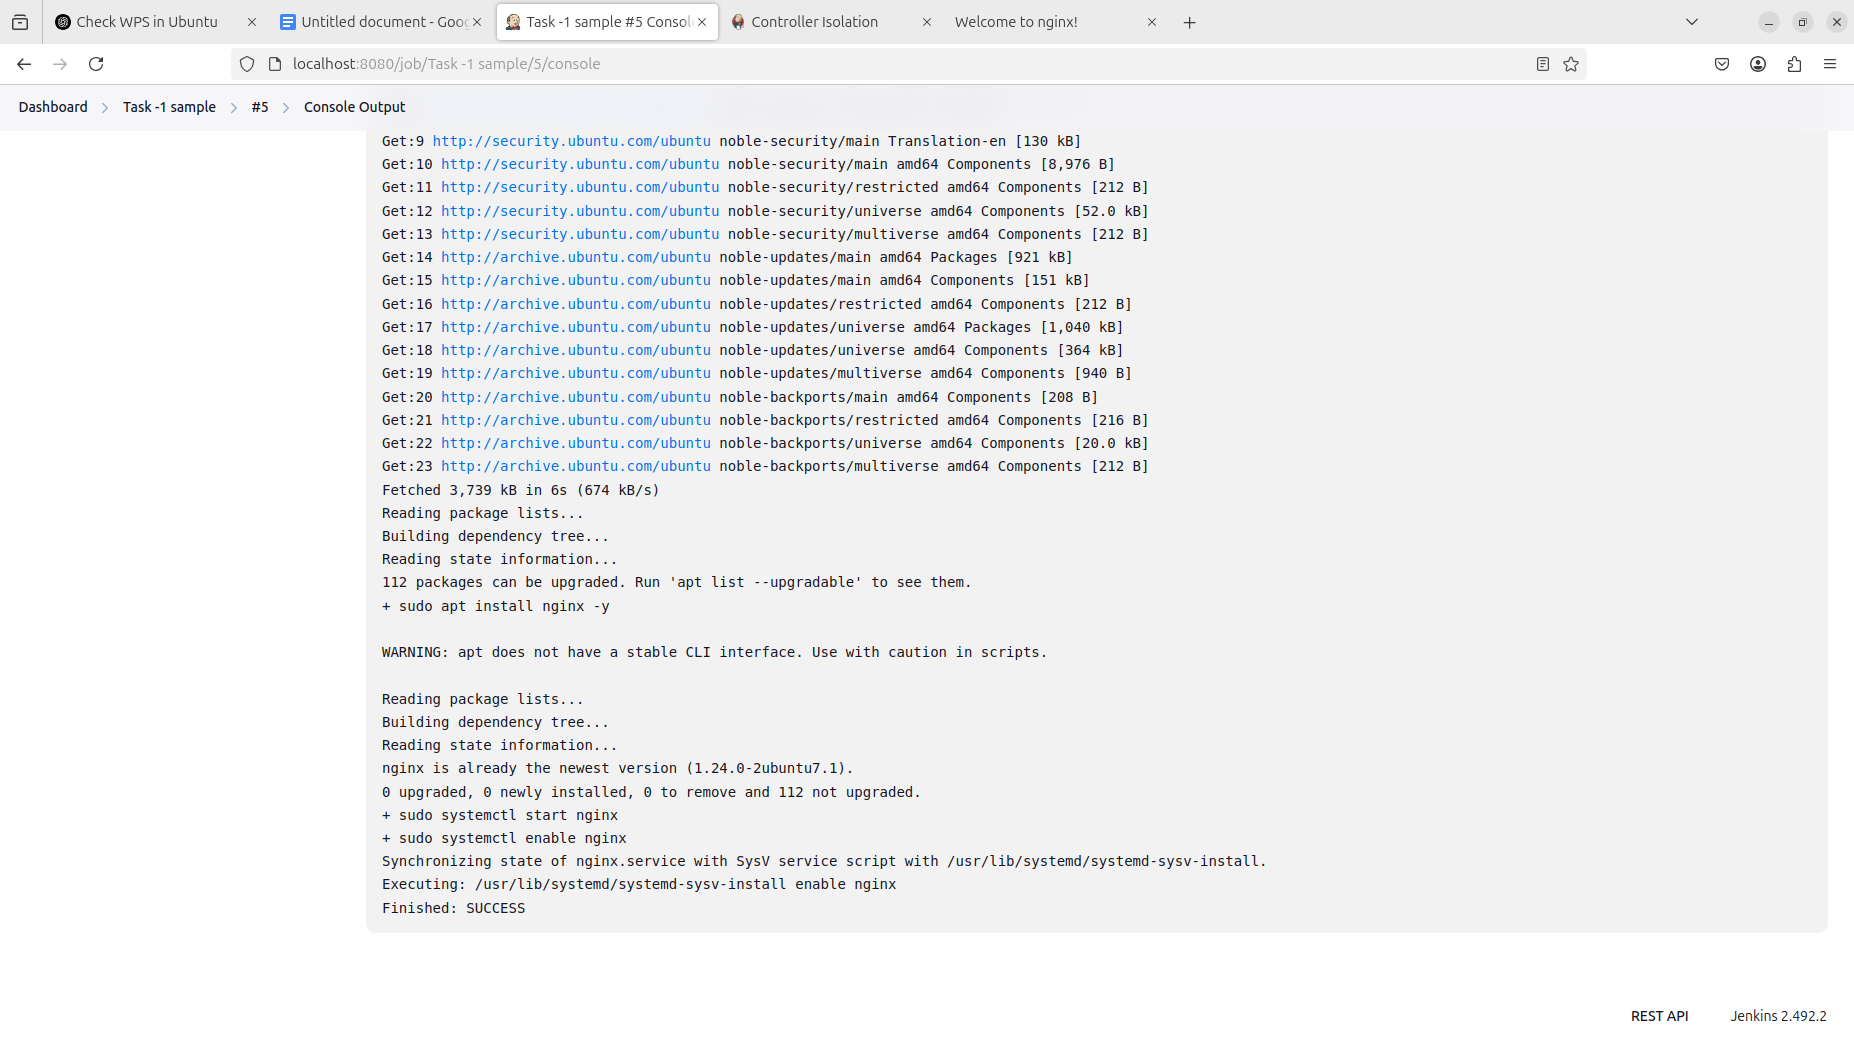 Check WPS in Ubuntu
Untitled document - Goog
Task -1 sample #5 Consol
Controller Isolation
Welcome to nginx!
localhost:8080/job/Task -1 sample/5/console
Dashboard
Task -1 sample
#5
Console Output
Get:9 http://security.ubuntu.com/ubuntu noble-security/main Translation-en [130 kB]
Get:10 http://security.ubuntu.com/ubuntu noble-security/main amd64 Components [8,976 B]
Get:11 http://security.ubuntu.com/ubuntu noble-security/restricted amd64 Components [212 B]
Get:12 http://security.ubuntu.com/ubuntu noble-security/universe amd64 Components [52.0 kB]
Get:13 http://security.ubuntu.com/ubuntu noble-security/multiverse amd64 Components [212 B]
Get:14 http://archive.ubuntu.com/ubuntu noble-updates/main amd64 Packages [921 kB]
Get:15 http://archive.ubuntu.com/ubuntu noble-updates/main amd64 Components [151 kB]
Get:16 http://archive.ubuntu.com/ubuntu noble-updates/restricted amd64 Components [212 B]
Get:17 http://archive.ubuntu.com/ubuntu noble-updates/universe amd64 Packages [1,040 kB]
Get:18 http://archive.ubuntu.com/ubuntu noble-updates/universe amd64 Components [364 kB]
Get:19 http://archive.ubuntu.com/ubuntu noble-updates/multiverse amd64 Components [940 B]
Get:20 http://archive.ubuntu.com/ubuntu noble-backports/main amd64 Components [208 B]
Get:21 http://archive.ubuntu.com/ubuntu noble-backports/restricted amd64 Components [216 B]
Get:22 http://archive.ubuntu.com/ubuntu noble-backports/universe amd64 Components [20.0 kB]
Get:23 http://archive.ubuntu.com/ubuntu noble-backports/multiverse amd64 Components [212 B]
Fetched 3,739 kB in 6s (674 kB/s)
Reading package lists...
Building dependency tree...
Reading state information...
112 packages can be upgraded. Run 'apt list --upgradable' to see them.
+ sudo apt install nginx -y
WARNING: apt does not have a stable CLI interface. Use with caution in scripts.
Reading package lists...
Building dependency tree...
Reading state information...
nginx is already the newest version (1.24.0-2ubuntu7.1).
0 upgraded, 0 newly installed, 0 to remove and 112 not upgraded.
+ sudo systemctl start nginx
+ sudo systemctl enable nginx
Synchronizing state of nginx.service with SysV service script with /usr/lib/systemd/systemd-sysv-install.
Executing: /usr/lib/systemd/systemd-sysv-install enable nginx
Finished: SUCCESS
REST API
Jenkins 2.492.2